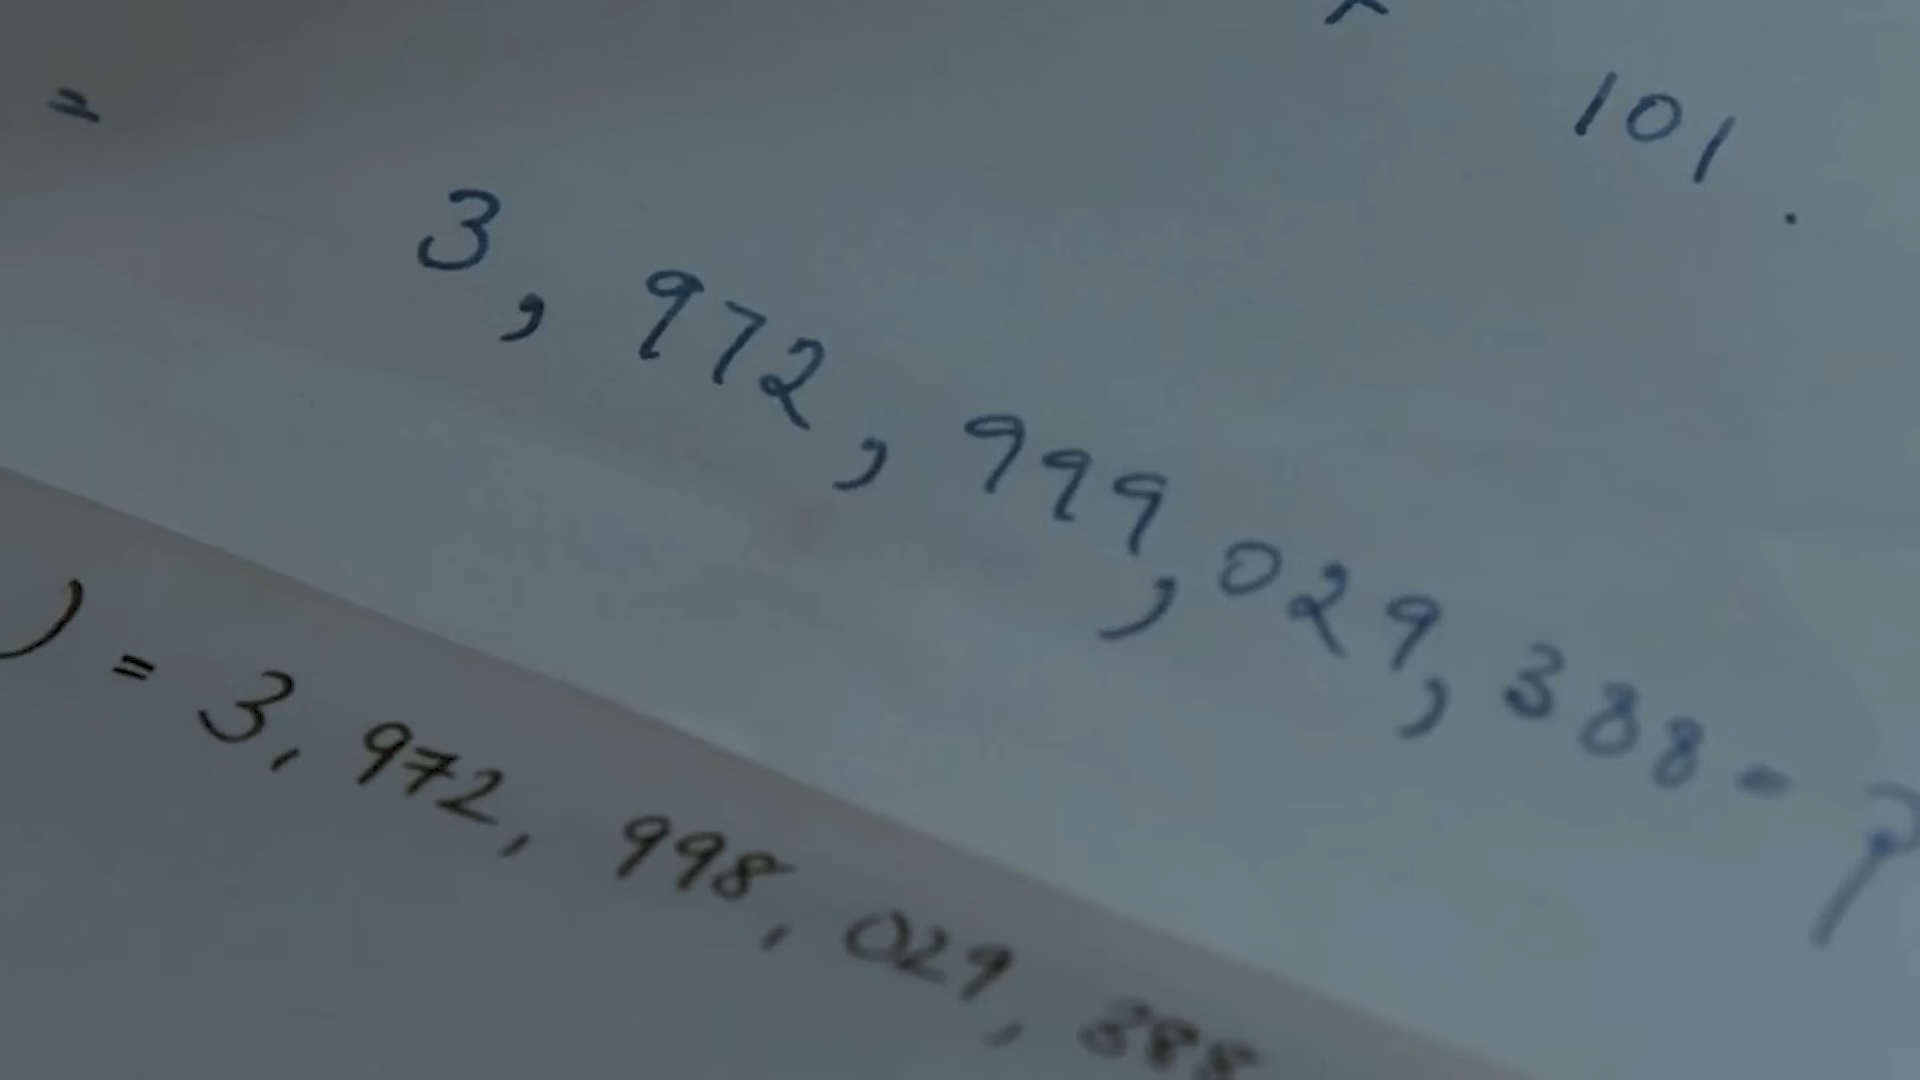 101.
=
3, 972, 999, 029, 388 -
) = 3, 972, 998, 029, 388